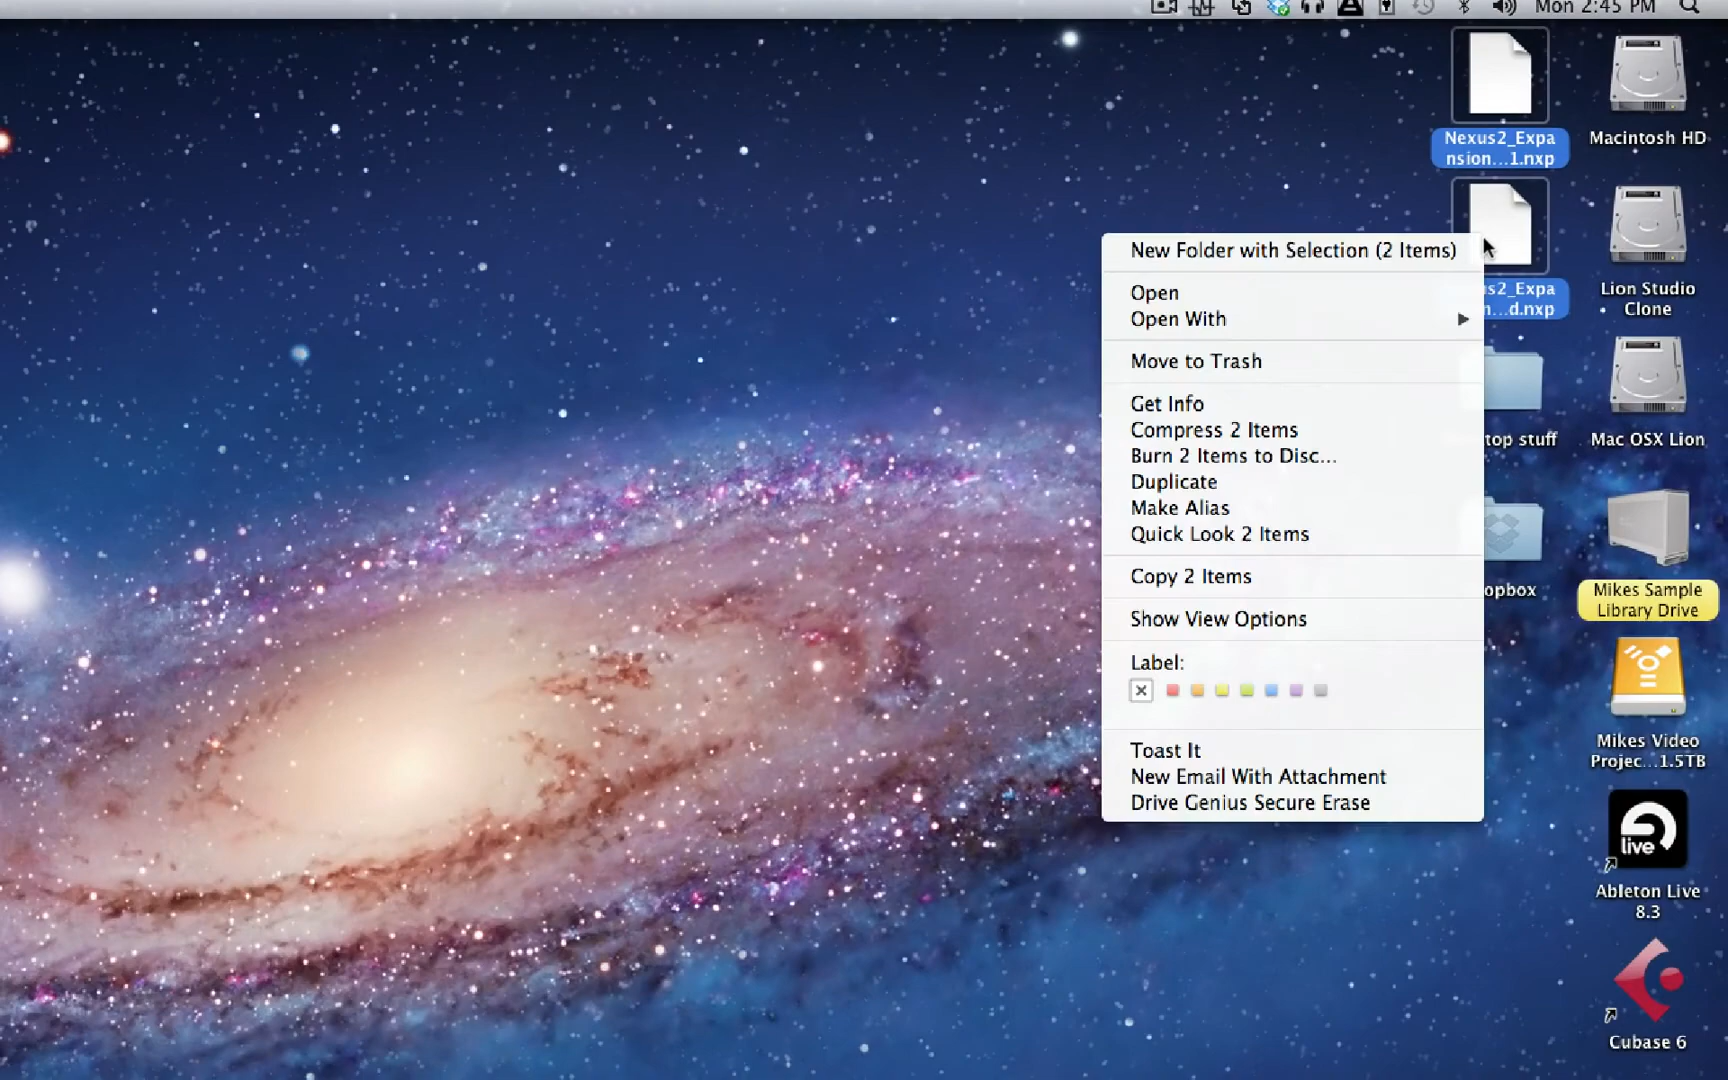 Mon 2:45 PM
Nexus2_Expa
nsion...1.nxp
Macintosh HD
New Folder with Selection (2 Items)
Open
Open With
Move to Trash
Get Info
Compress 2 Items
Burn 2 Items to Disc...
Duplicate
Make Alias
Quick Look 2 Items
Copy 2 Items
Show View Options
Label:
Toast It
New Email With Attachment
Drive Genius Secure Erase
us2_Expa
n...d.nxp
top stuff
opbox
Lion Studio
Clone
Mac OSX Lion
Mikes Sample
Library Drive
Mikes Video
Projec...1.5TB
live
Ableton Live
8.3
Cubase 6